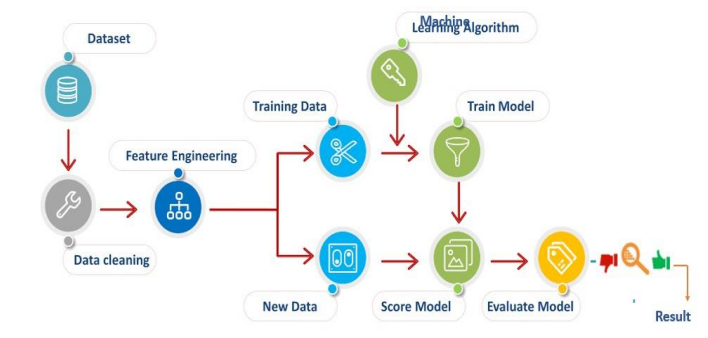 Machine
Learning Algorithm
Dataset
Training Data
Train Model
Feature Engineering
Data cleaning
New Data
Score Model
Evaluate Model
Result